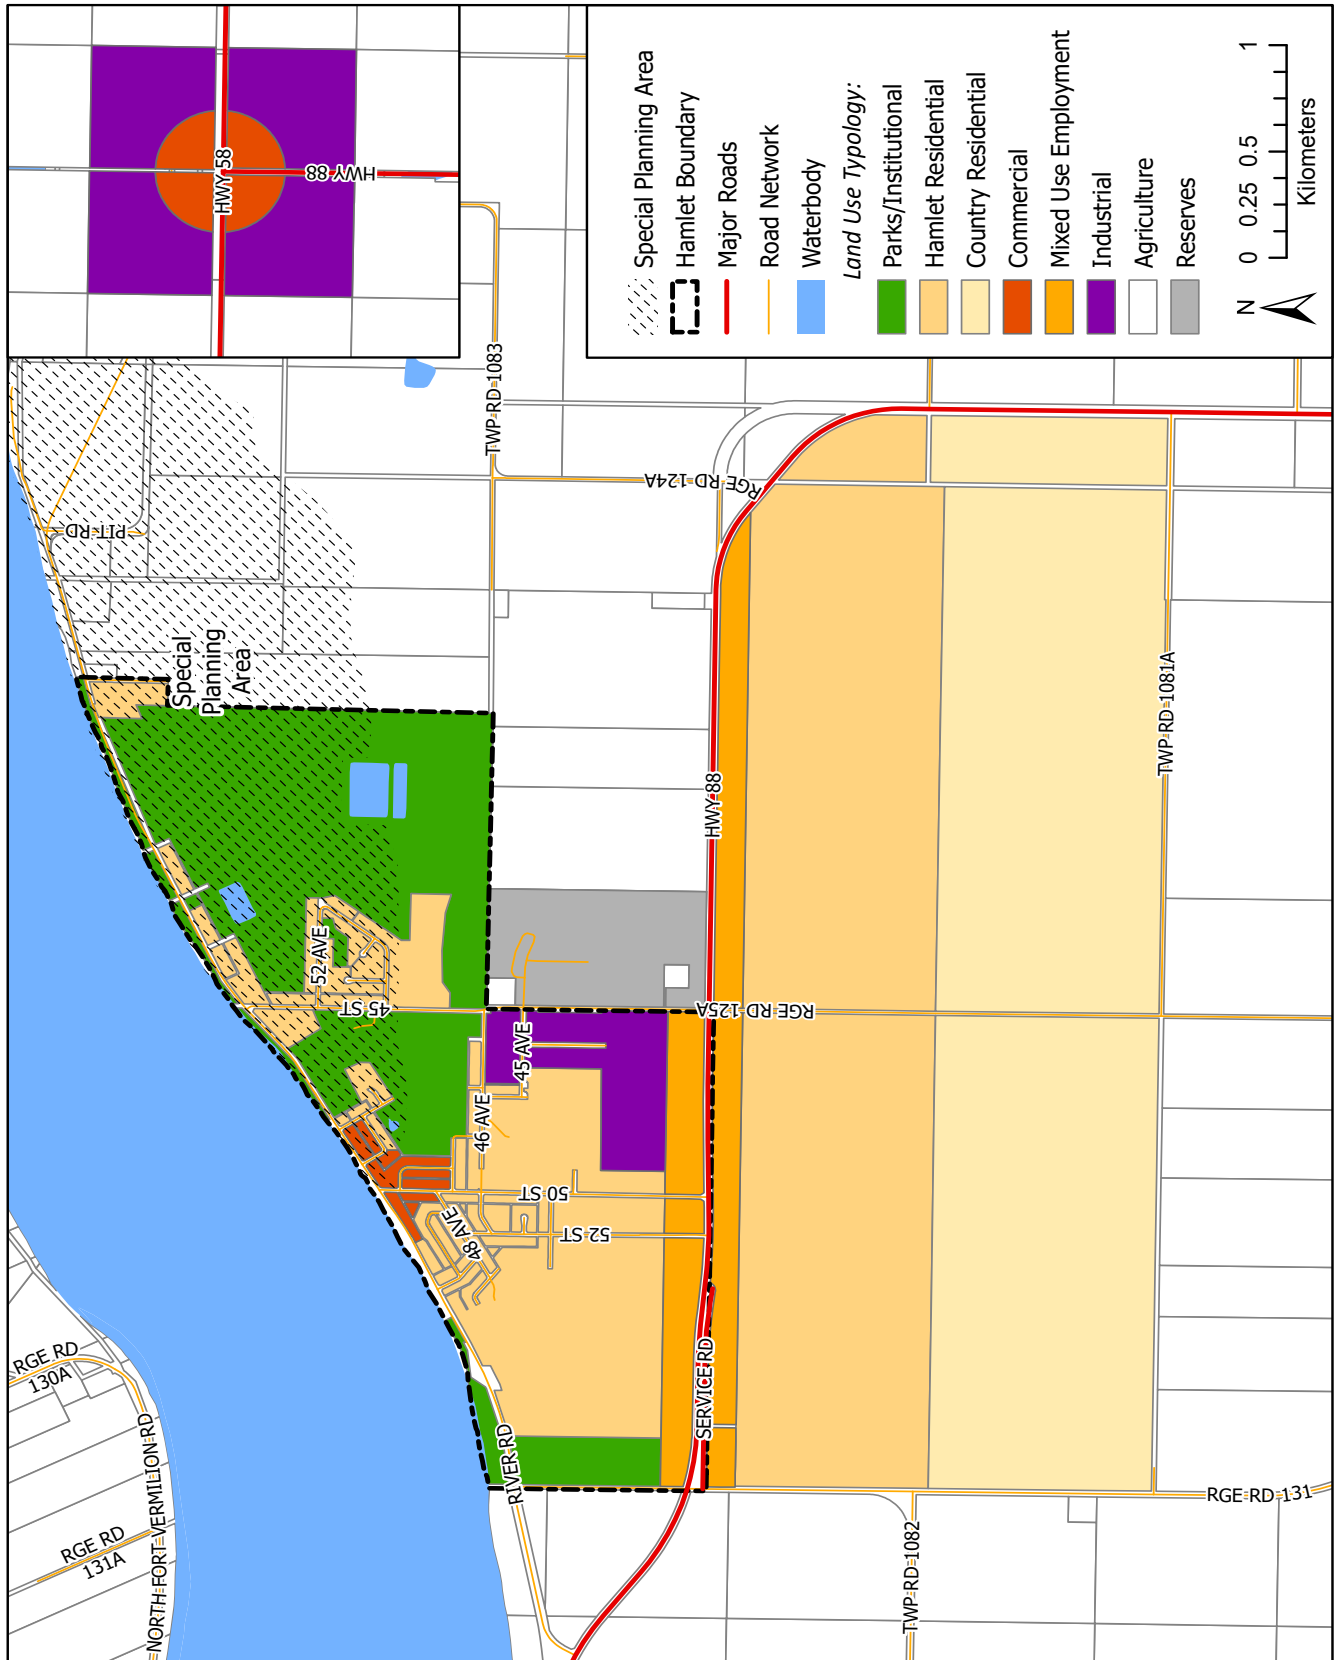 HWY 58
HWY 88
Special Planning Area
Hamlet Boundary
Major Roads
Road Network
Waterbody
Land Use Typology:
Parks/Institutional
Hamlet Residential
Country Residential
Commercial
Mixed Use Employment
Industrial
Agriculture
Reserves
N
0 0.25 0.5 1
Kilometers
TWP RD 1083
RGE RD 124A
PIT RD
Special
Planning
Area
HWY 88
TWP RD 1081A
52 AVE
45 ST
RGE RD 125A
45 AVE
46 AVE
50 ST
52 ST
48 AVE
SERVICE RD
RIVER RD
RGE RD
130A
NORTH FORT VERMILION RD
RGE RD
131A
TWP RD 1082
RGE RD 131